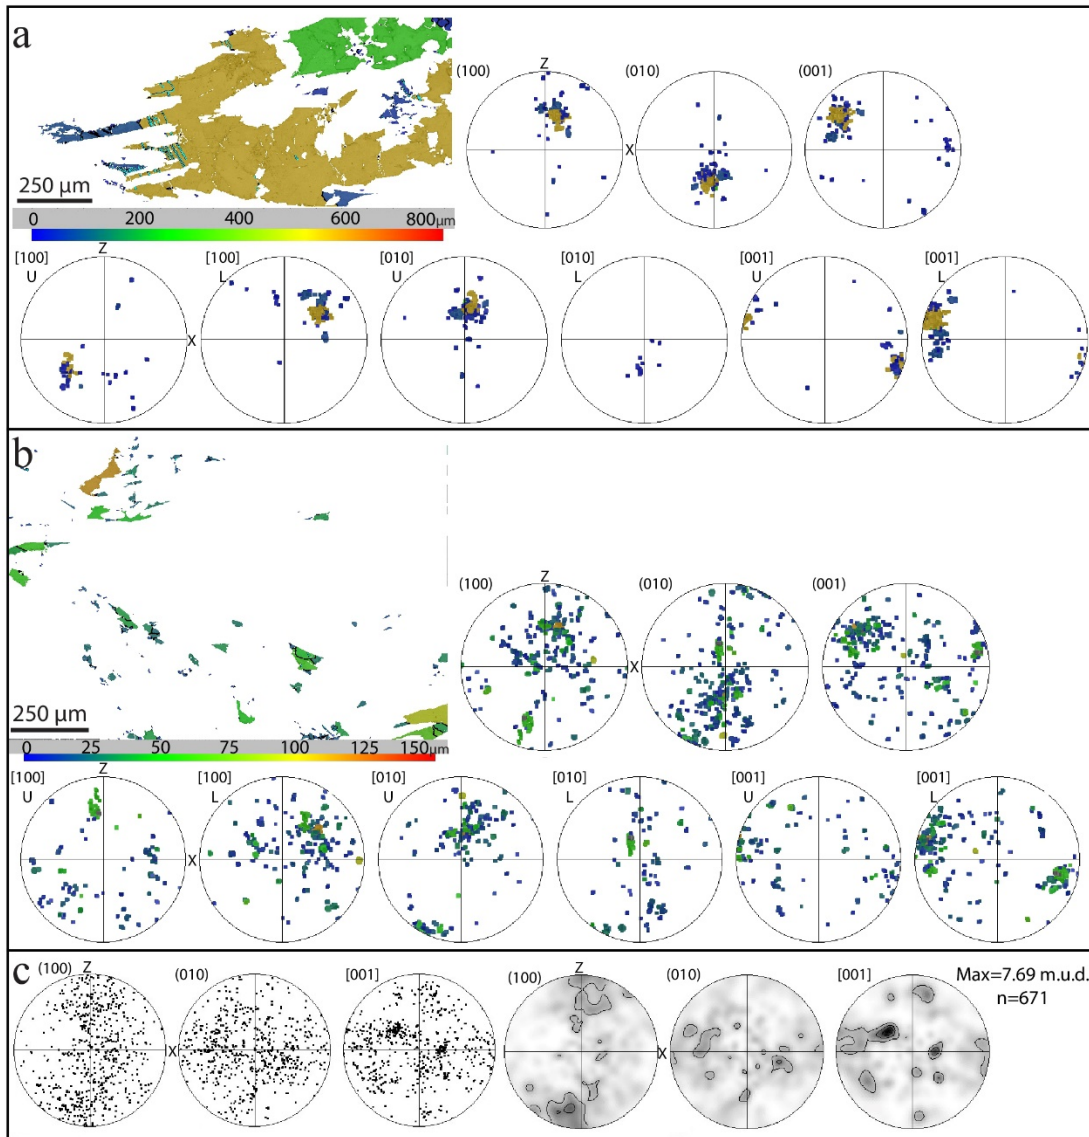 a
(100) Z (010) (001)
X
250 µm
0 200 400 600 800µm
[100] Z [100] [010] [010] [001] [001]
U L U L U L
X
b
(100) Z (010) (001)
X
250 µm
0 25 50 75 100 125 150µm
[100] Z [100] [010] [010] [001] [001]
U L U L U L
X
c
(100) Z (010) [001] (100) Z (010) [001] Max=7.69 m.u.d.
n=671
X X